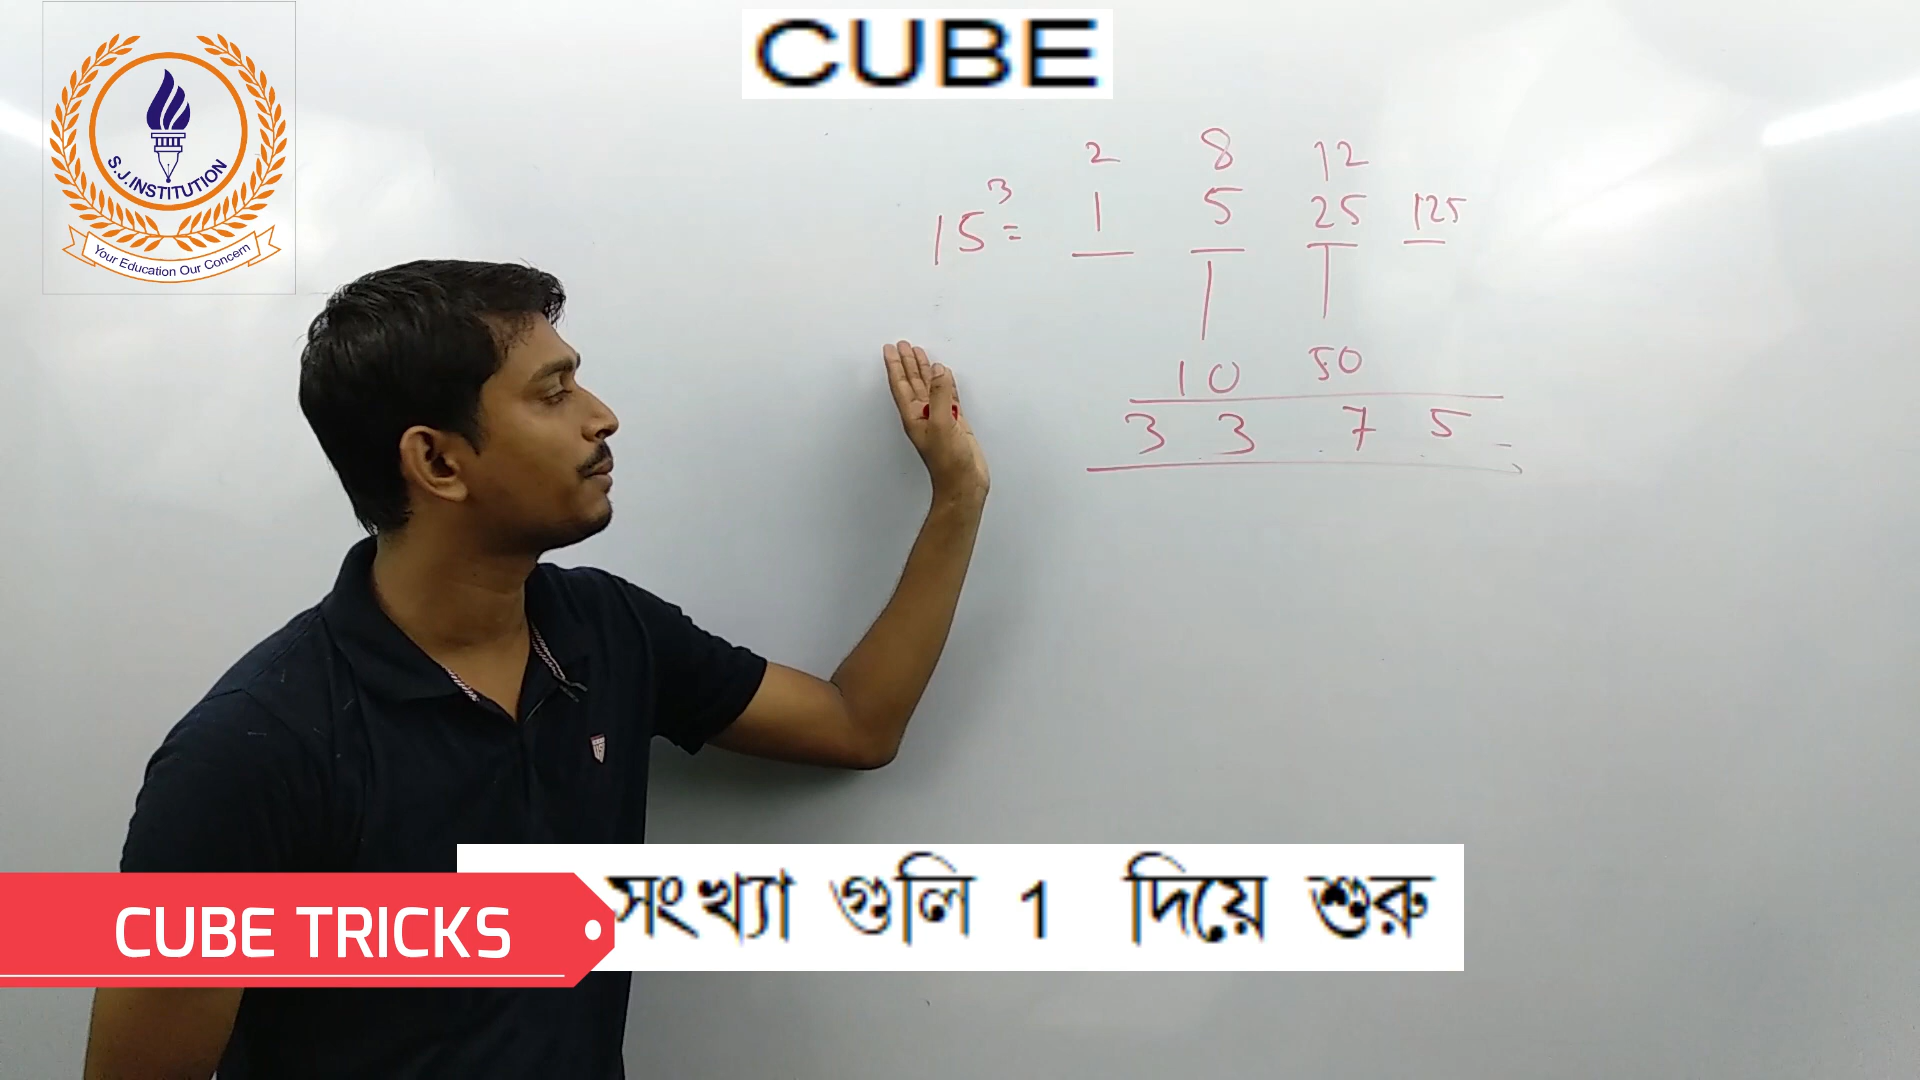 CUBE
S.J.INSTITUTION
Your Education Our Concern
2 8 12
15³= 1 5 25 125
10 50
3 3 7 5
CUBE TRICKS
সংখ্যা গুলি 1 দিয়ে শুরু